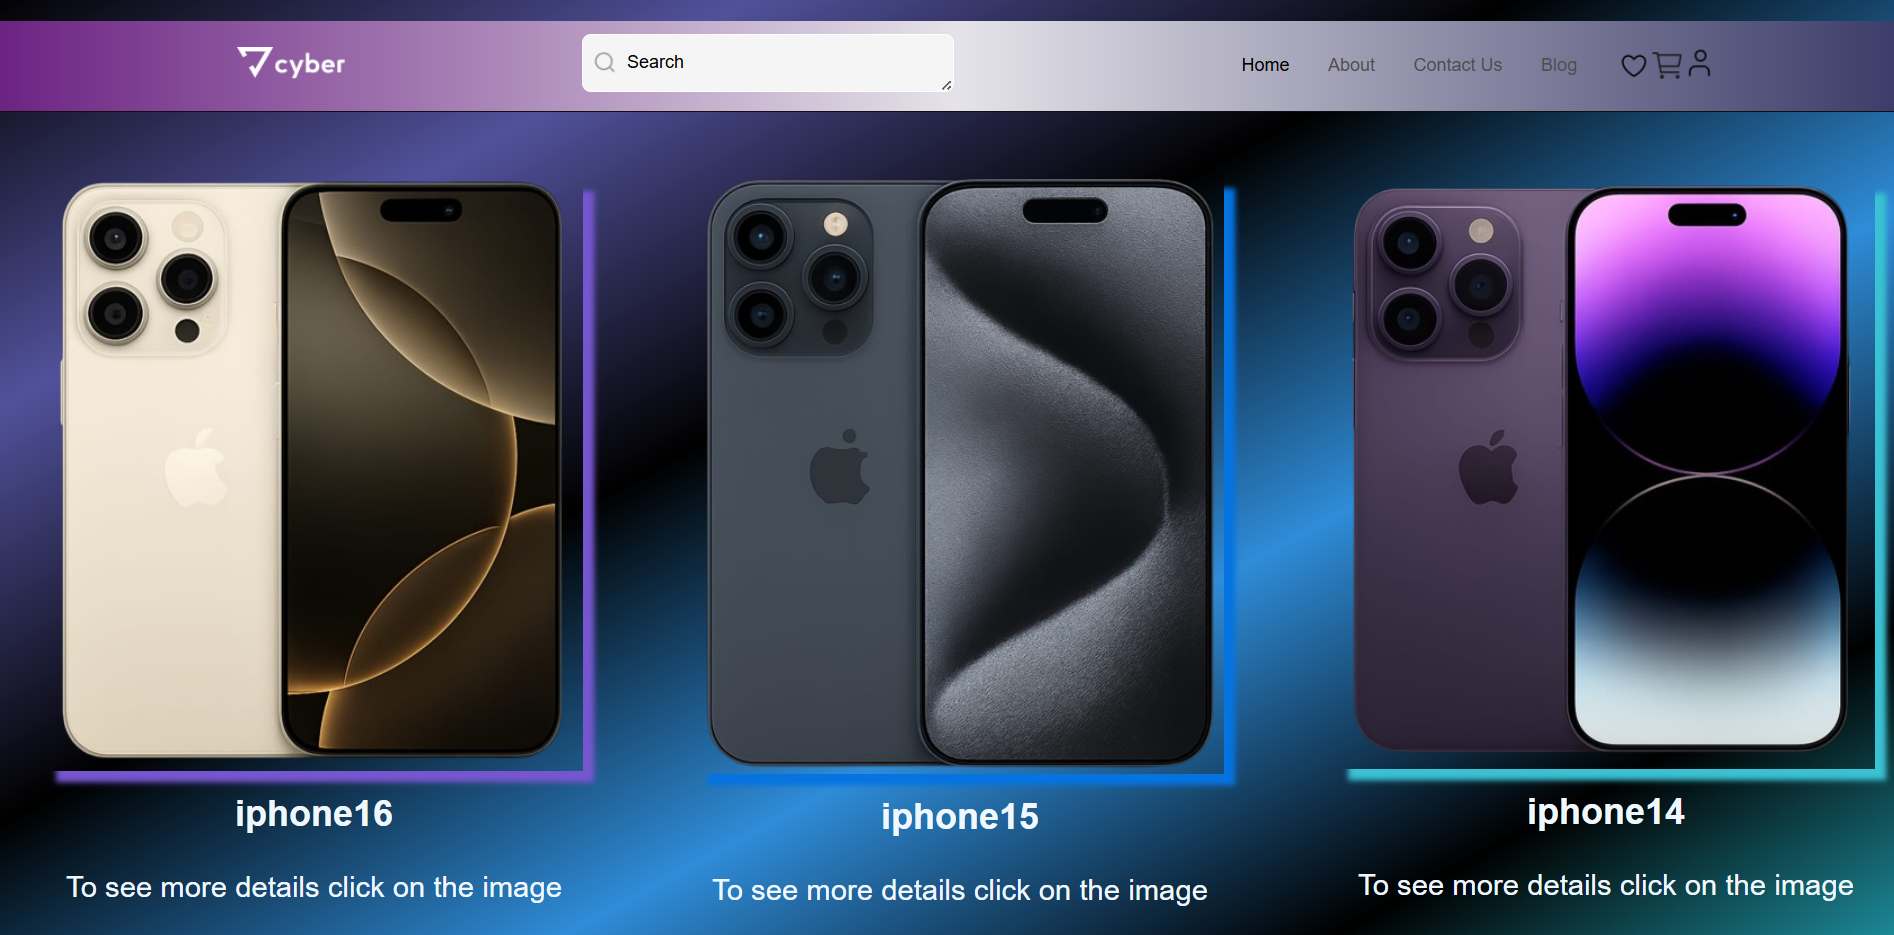 cyber
Search
Home About Contact Us Blog
iphone16
To see more details click on the image
iphone15
To see more details click on the image
iphone14
To see more details click on the image